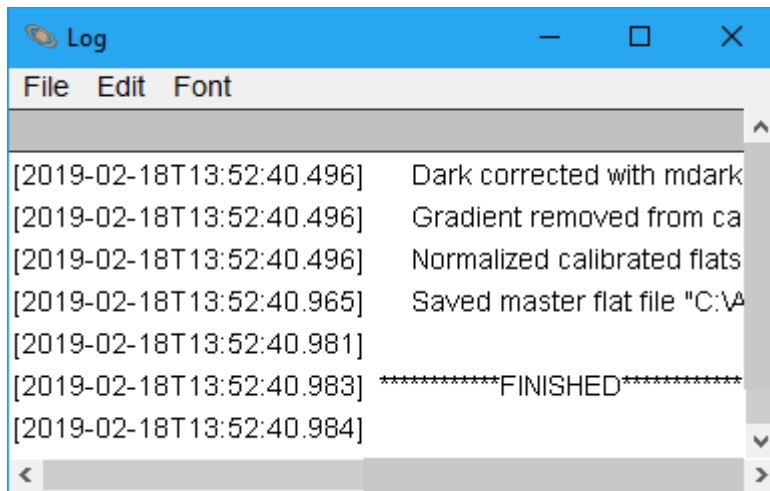 Log
File Edit Font
[2019-02-18T13:52:40.496] Dark corrected with mdark
[2019-02-18T13:52:40.496] Gradient removed from ca
[2019-02-18T13:52:40.496] Normalized calibrated flats
[2019-02-18T13:52:40.965] Saved master flat file "C:\A
[2019-02-18T13:52:40.981]
[2019-02-18T13:52:40.983] ************FINISHED************
[2019-02-18T13:52:40.984]